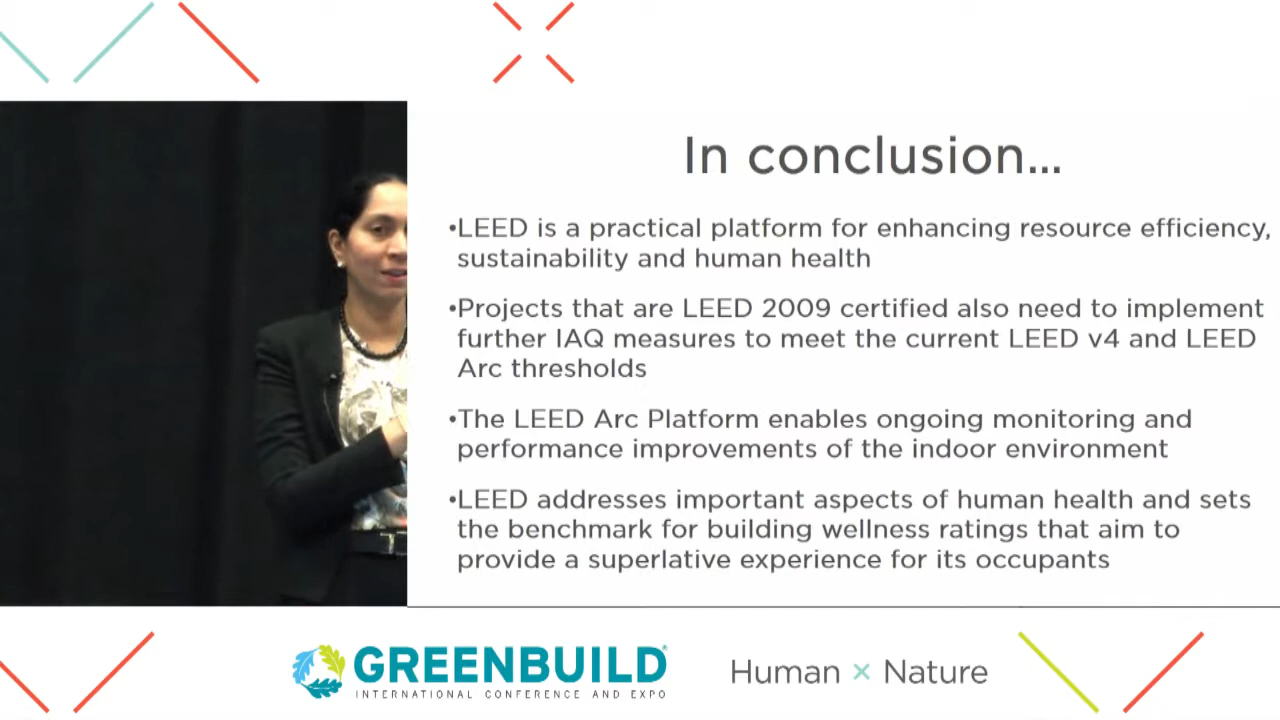 In conclusion...
•LEED is a practical platform for enhancing resource efficiency,
sustainability and human health
•Projects that are LEED 2009 certified also need to implement
further IAQ measures to meet the current LEED v4 and LEED
Arc thresholds
•The LEED Arc Platform enables ongoing monitoring and
performance improvements of the indoor environment
•LEED addresses important aspects of human health and sets
the benchmark for building wellness ratings that aim to
provide a superlative experience for its occupants
GREENBUILD®
INTERNATIONAL CONFERENCE AND EXPO
Human × Nature